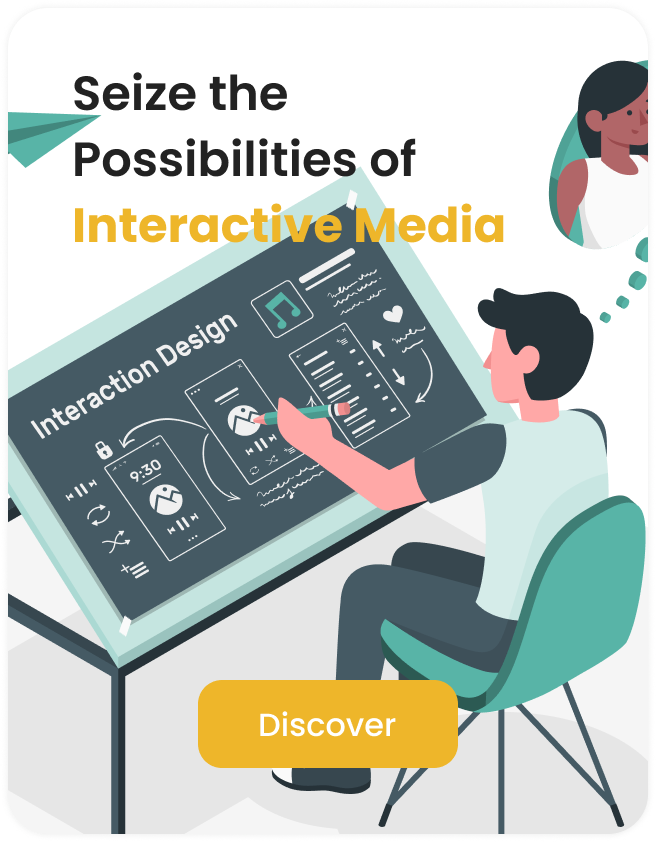 Seize the
Possibilities of
Interactive Media
Interaction Design
9:30
Discover